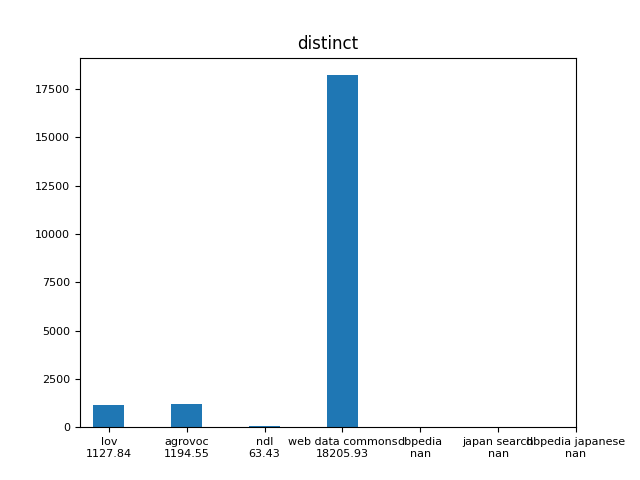 distinct
17500
15000
12500
10000
7500
5000
2500
0
lov agrovoc ndl web data commons dbpedia japan search dbpedia japanese
1127.84 1194.55 63.43 18205.93 nan nan nan